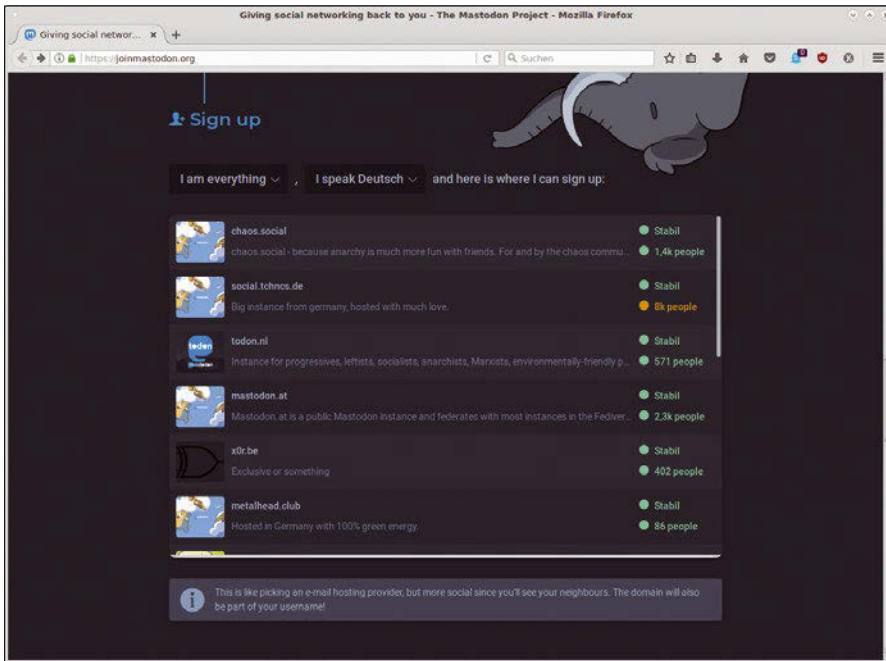 Giving social networking back to you - The Mastodon Project - Mozilla Firefox
Giving social networ... × +
https://joinmastodon.org Suchen
Sign up
I am everything , I speak Deutsch and here is where I can sign up:
chaos.social Stabil
chaos.social - because anarchy is much more fun with friends. For and by the chaos commu... 1,4k people
social.tchncs.de Stabil
Big instance from germany, hosted with much love. 8k people
todon
todon.nl Stabil
Instance for progressives, leftists, socialists, anarchists, Marxists, environmentally-friendly p... 571 people
mastodon.at Stabil
Mastodon.at is a public Mastodon instance and federates with most instances in the Fediver... 2,3k people
x0r.be Stabil
Exclusive or something 402 people
metalhead.club Stabil
Hosted in Germany with 100% green energy. 86 people
This is like picking an e-mail hosting provider, but more social since you'll see your neighbours. The domain will also
be part of your username!